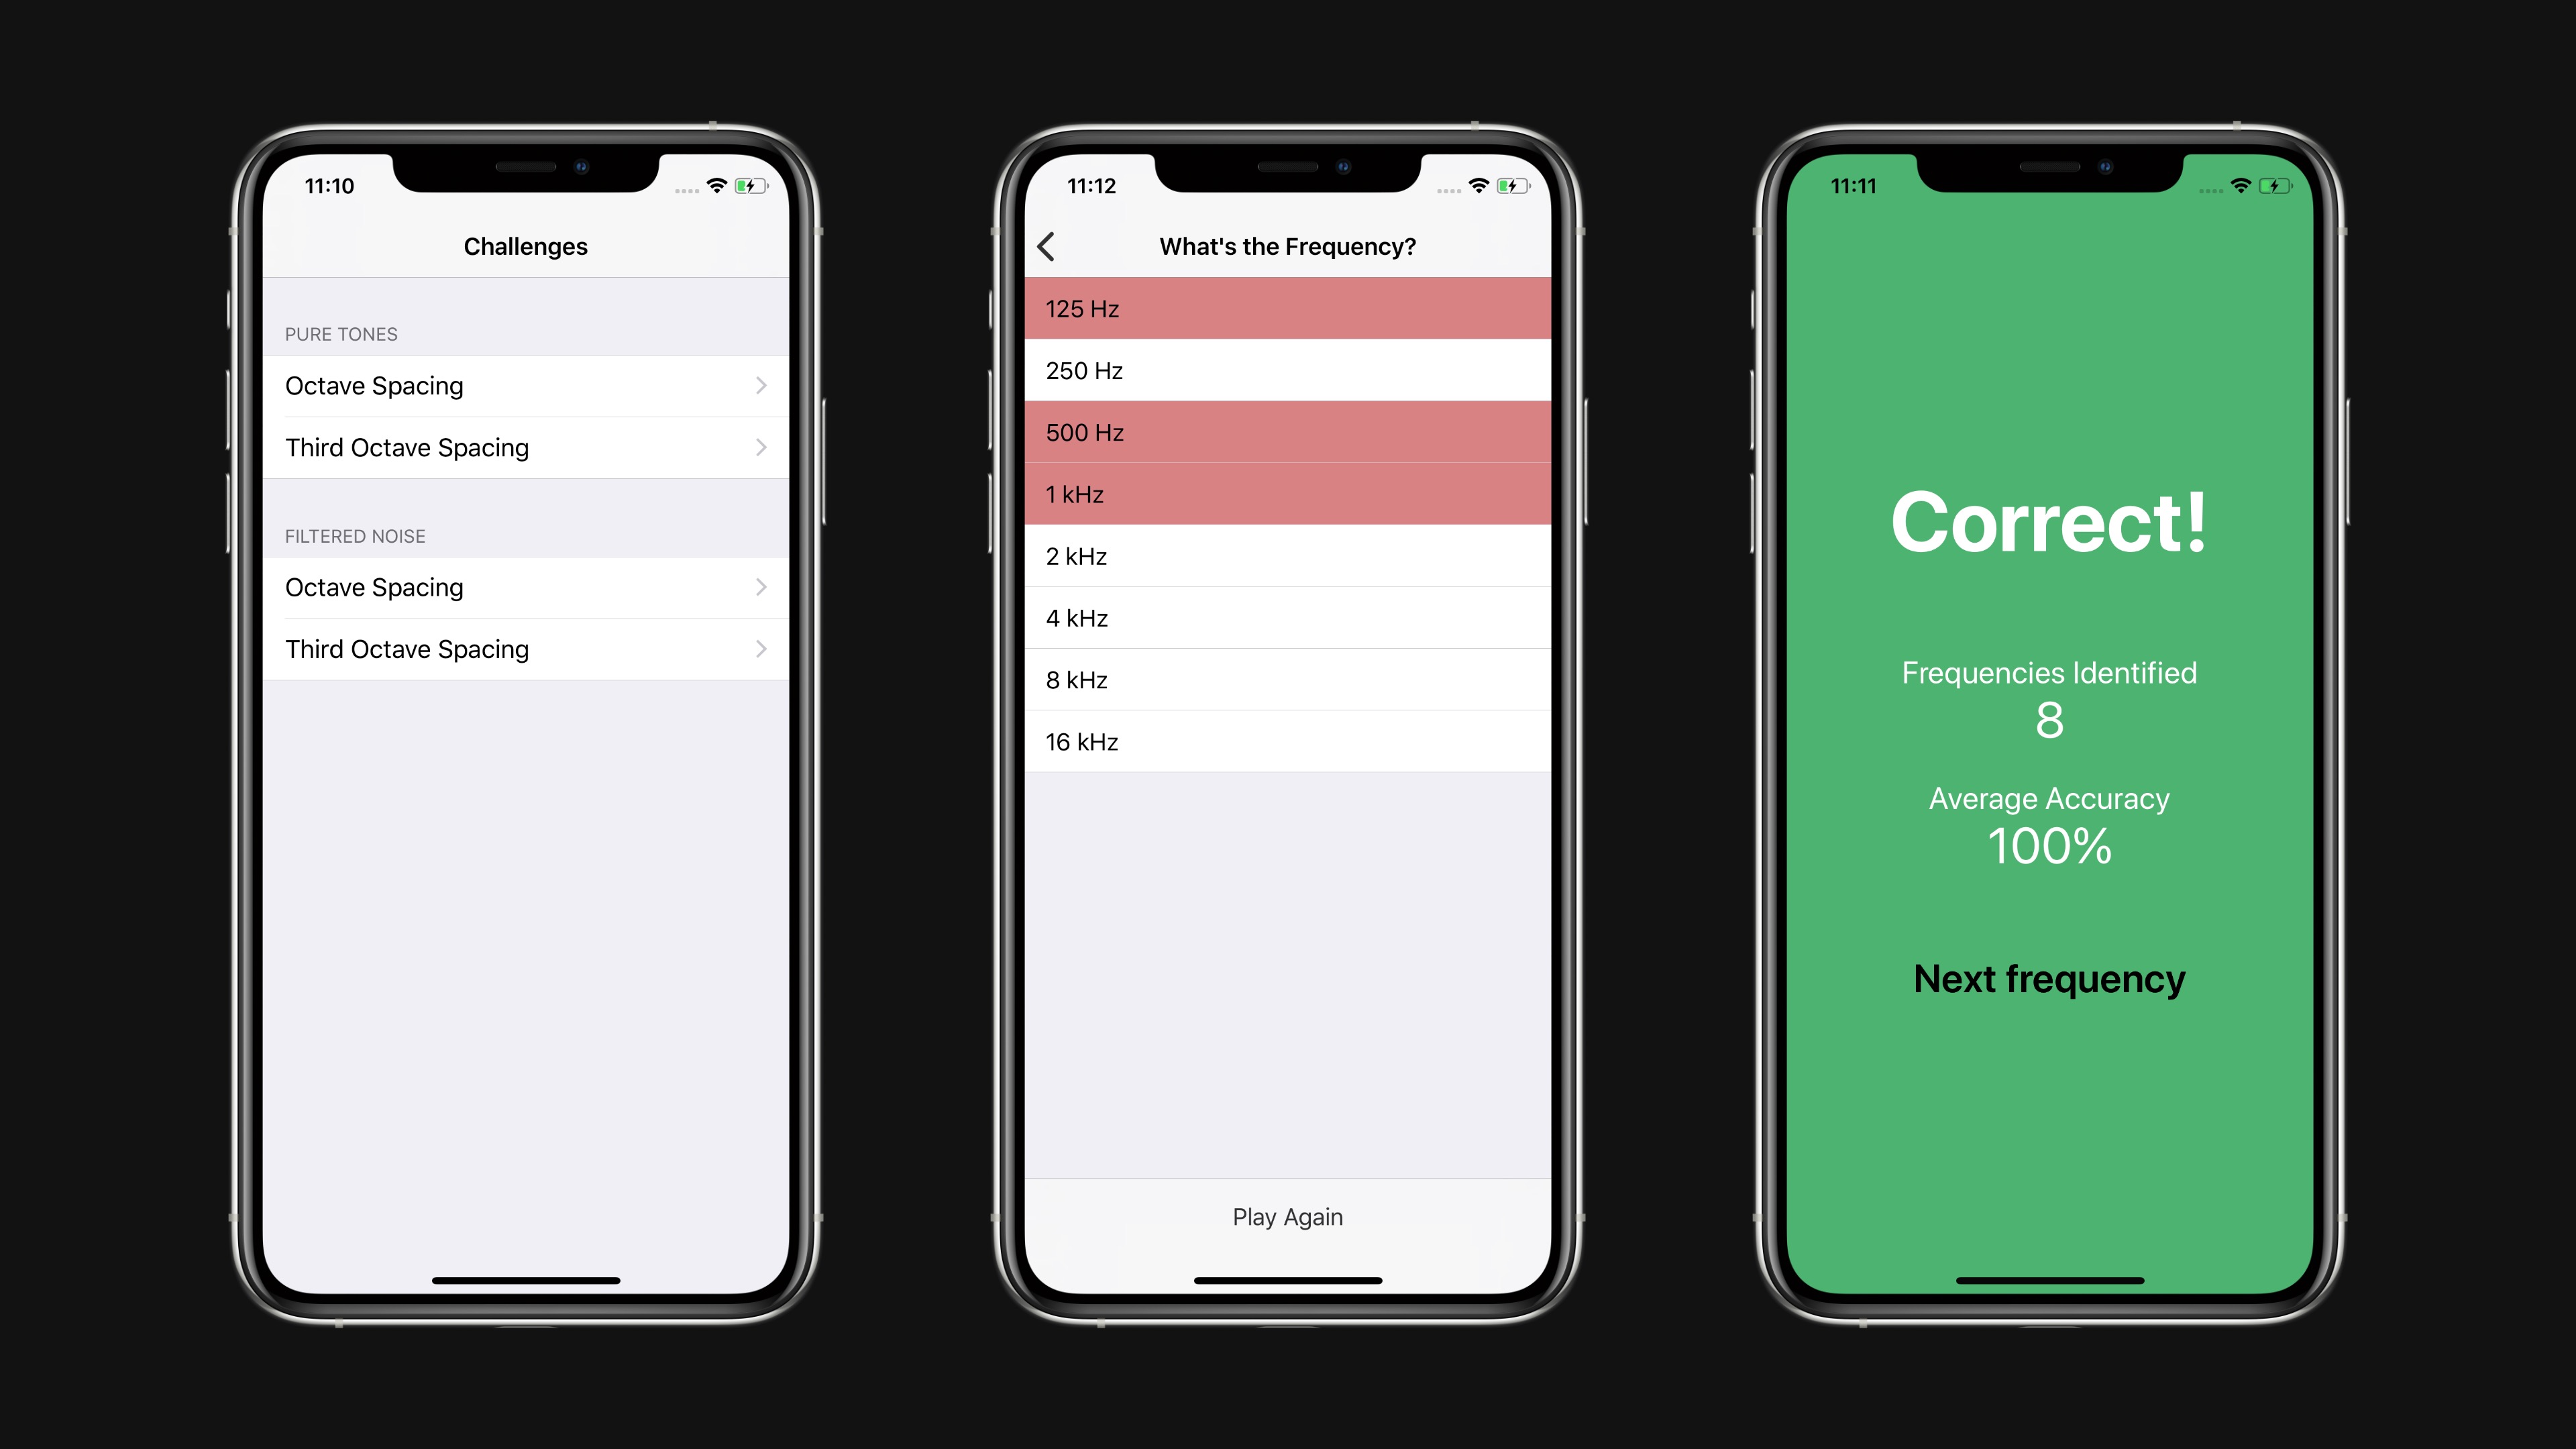 11:10
Challenges
PURE TONES
Octave Spacing
Third Octave Spacing
FILTERED NOISE
Octave Spacing
Third Octave Spacing
11:12
What's the Frequency?
125 Hz
250 Hz
500 Hz
1 kHz
2 kHz
4 kHz
8 kHz
16 kHz
Play Again
11:11
Correct!
Frequencies Identified
8
Average Accuracy
100%
Next frequency